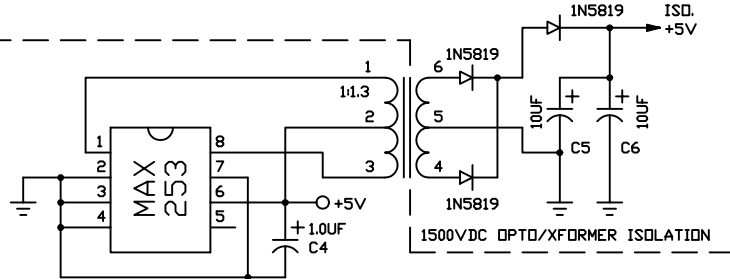 1N5819
ISO.
+5V
1N5819
1
6
1:1.3
2
5
10UF
+
+
10UF
1
8
C5
C6
2
MAX
253
7
3
4
3
6
+5V
1N5819
4
5
+
1.0UF
C4
1500VDC OPTO/XFORMER ISOLATION